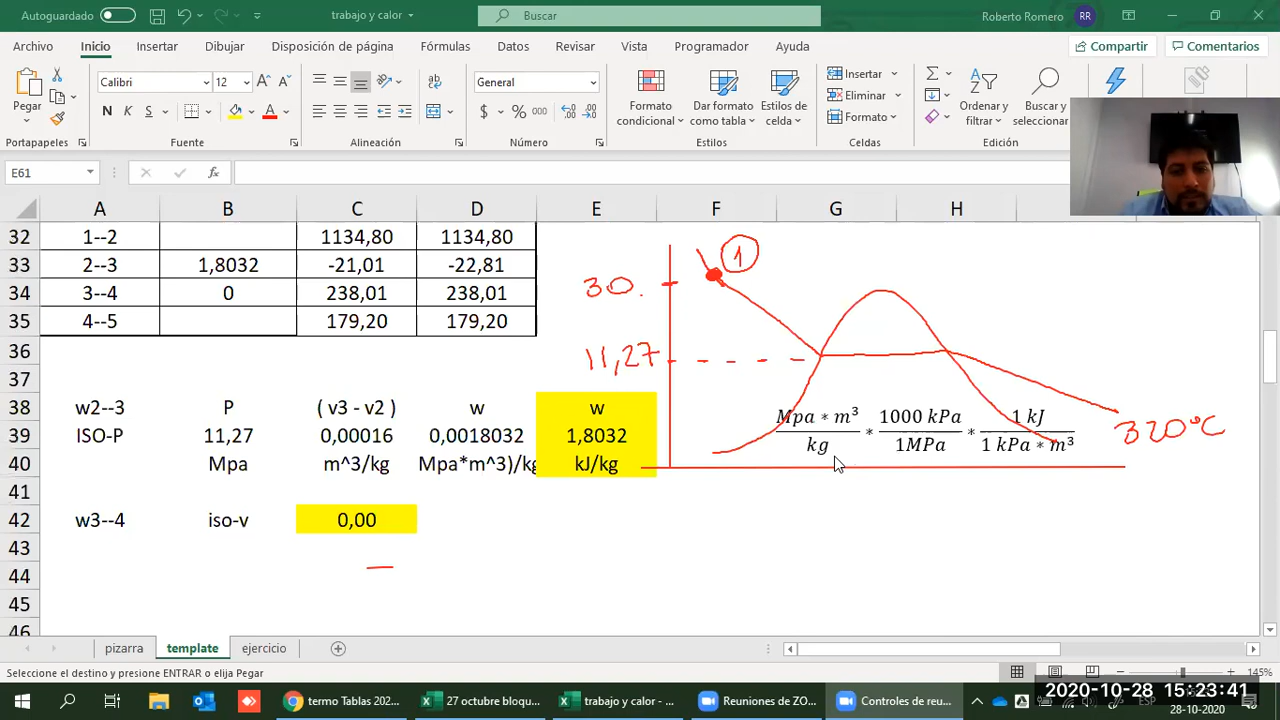 Autoguardado
trabajo y calor
Buscar
Roberto Romero
RR
Archivo Inicio Insertar Dibujar Disposición de página Fórmulas Datos Revisar Vista Programador Ayuda
Compartir
Comentarios
Pegar
Calibri
12
N K S
General
$ % 000
Formato condicional
Dar formato como tabla
Estilos de celda
Insertar
Eliminar
Formato
Ordenar y filtrar
Buscar y seleccionar
Portapapeles Fuente Alineación Número Estilos Celdas Edición
E61
fx
A B C D E F G H
32 1--2 1134,80 1134,80
33 2--3 1,8032 -21,01 -22,81
34 3--4 0 238,01 238,01
35 4--5 179,20 179,20
36
37
38 w2--3 P ( v3 - v2 ) w w
39 ISO-P 11,27 0,00016 0,0018032 1,8032
40 Mpa m^3/kg Mpa*m^3)/kg kJ/kg
41
42 w3--4 iso-v 0,00
43
44
45
46
1
30.
11,27
320°C
Mpa ∗ m³ / kg ∗ 1000 kPa / 1MPa ∗ 1 kJ / 1 kPa ∗ m³
pizarra template ejercicio
Seleccione el destino y presione ENTRAR o elija Pegar
145%
termo Tablas 202...
27 octubre bloqu...
trabajo y calor - ...
Reuniones de ZO...
Controles de reu...
ESP
2020-10-28 15:23:41
28-10-2020